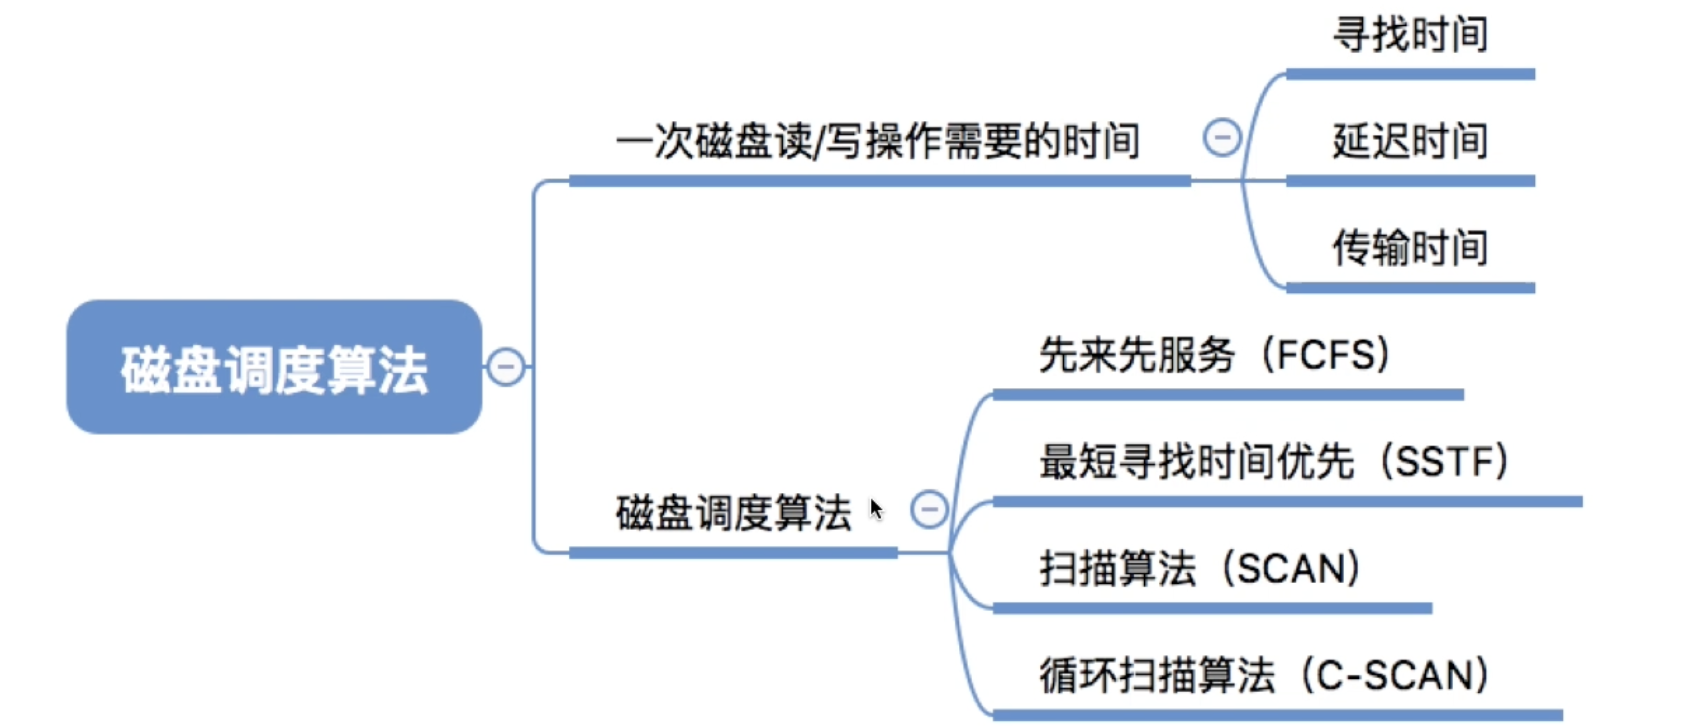 磁盘调度算法
一次磁盘读/写操作需要的时间
寻找时间
延迟时间
传输时间
磁盘调度算法
先来先服务（FCFS）
最短寻找时间优先（SSTF）
扫描算法（SCAN）
循环扫描算法（C-SCAN）